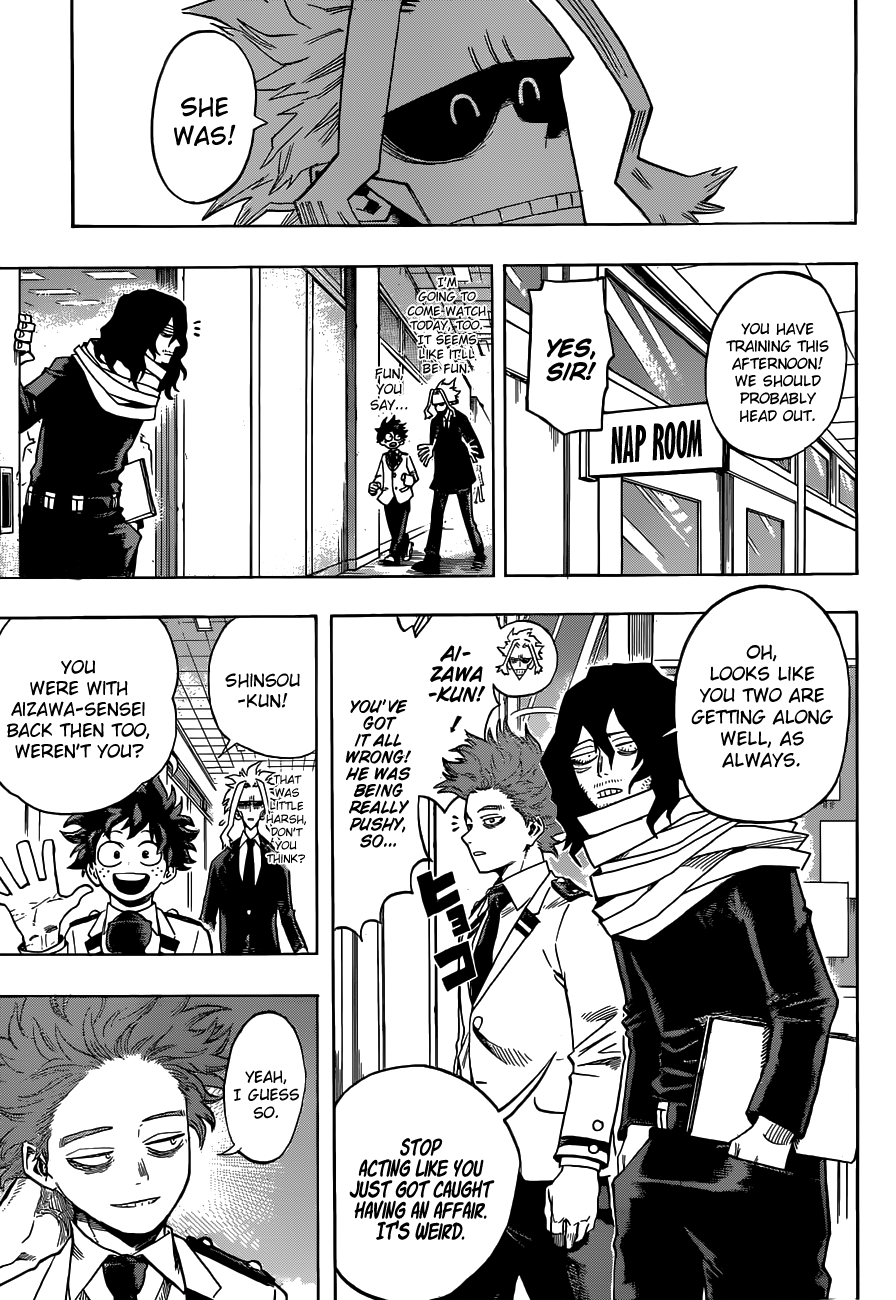 SHE
WAS!
YOU HAVE
TRAINING THIS
AFTERNOON!
WE SHOULD
PROBABLY
HEAD OUT.
YES,
SIR!
NAP ROOM
I'M
GOING TO
COME WATCH
TODAY, TOO.
IT SEEMS
LIKE IT'LL
BE FUN.
FUN,
YOU
SAY...
OH,
LOOKS LIKE
YOU TWO ARE
GETTING ALONG
WELL, AS
ALWAYS.
AI-
ZAWA
-KUN!
!
YOU'VE
GOT
IT ALL
WRONG!
HE WAS
BEING
REALLY
PUSHY,
SO...
ヒョコ
STOP
ACTING LIKE YOU
JUST GOT CAUGHT
HAVING AN AFFAIR.
IT'S WEIRD.
SHINSOU
-KUN!
THAT
WAS A
LITTLE
HARSH,
DON'T
YOU
THINK?
YOU
WERE WITH
AIZAWA-SENSEI
BACK THEN TOO,
WEREN'T YOU?
YEAH,
I GUESS
SO.